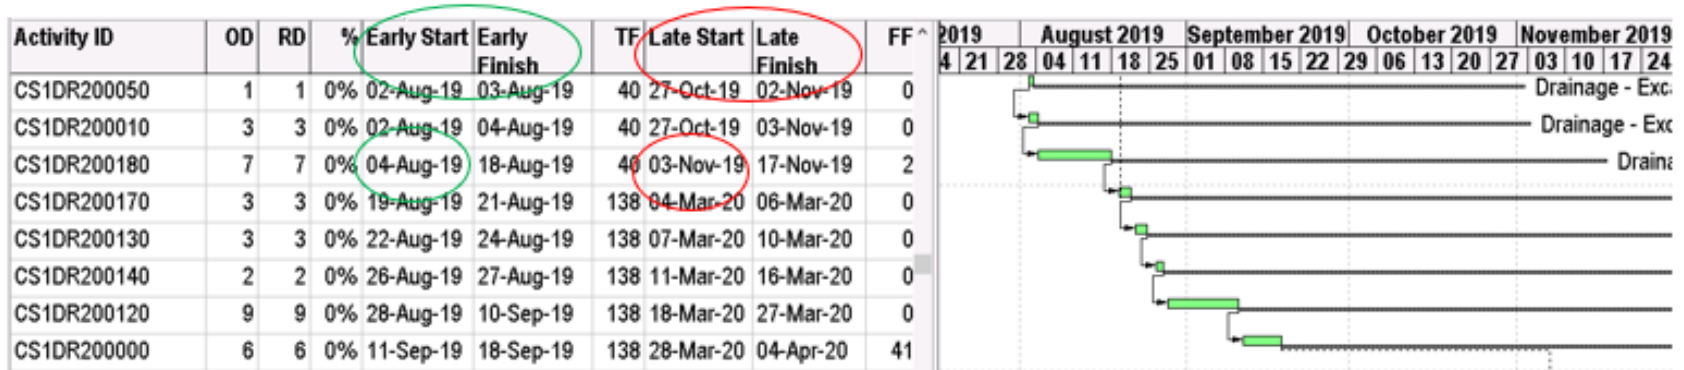 Activity ID OD RD % Early Start Early Finish TF Late Start Late Finish FF
2019 August 2019 September 2019 October 2019 November 2019
4 21 28 04 11 18 25 01 08 15 22 29 06 13 20 27 03 10 17 24
CS1DR200050 1 1 0% 02-Aug-19 03-Aug-19 40 27-Oct-19 02-Nov-19 0 Drainage - Exc
CS1DR200010 3 3 0% 02-Aug-19 04-Aug-19 40 27-Oct-19 03-Nov-19 0 Drainage - Exc
CS1DR200180 7 7 0% 04-Aug-19 18-Aug-19 40 03-Nov-19 17-Nov-19 2 Draina
CS1DR200170 3 3 0% 19-Aug-19 21-Aug-19 138 04-Mar-20 06-Mar-20 0
CS1DR200130 3 3 0% 22-Aug-19 24-Aug-19 138 07-Mar-20 10-Mar-20 0
CS1DR200140 2 2 0% 26-Aug-19 27-Aug-19 138 11-Mar-20 16-Mar-20 0
CS1DR200120 9 9 0% 28-Aug-19 10-Sep-19 138 18-Mar-20 27-Mar-20 0
CS1DR200000 6 6 0% 11-Sep-19 18-Sep-19 138 28-Mar-20 04-Apr-20 41